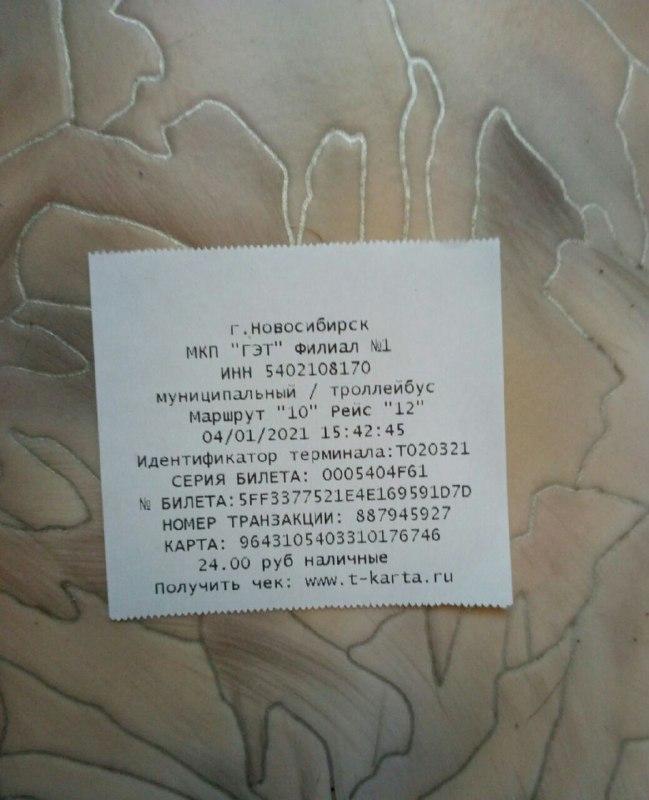 г.Новосибирск
МКП "ГЭТ" Филиал №1
ИНН 5402108170
муниципальный / троллейбус
Маршрут "10" Рейс "12"
04/01/2021 15:42:45
Идентификатор терминала:T020321
СЕРИЯ БИЛЕТА: 0005404F61
№ БИЛЕТА:5FF3377521E4E169591D7D
НОМЕР ТРАНЗАКЦИИ: 887945927
КАРТА: 9643105403310176746
24.00 руб наличные
Получить чек: www.t-karta.ru